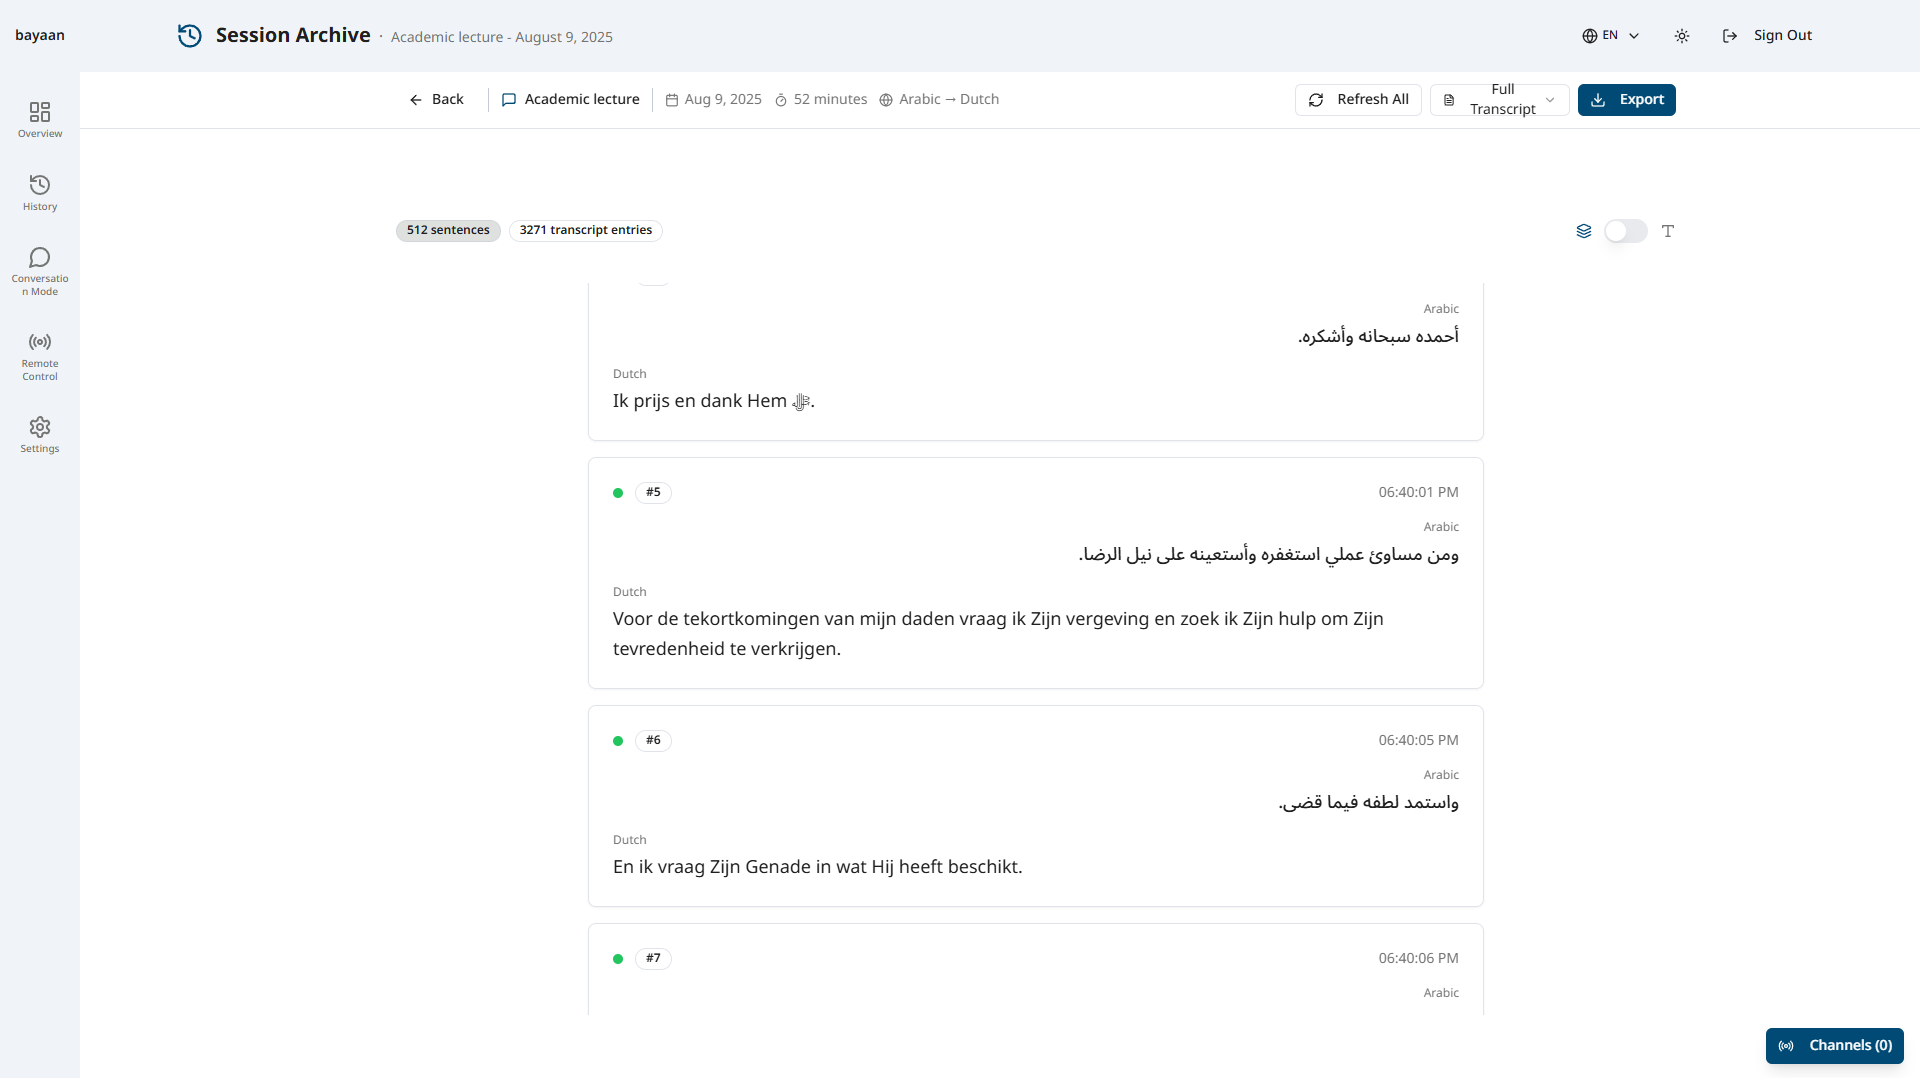 bayaan
Session Archive · Academic lecture - August 9, 2025
EN
Sign Out
Overview
History
Conversatio
n Mode
Remote
Control
Settings
Back
Academic lecture
Aug 9, 2025
52 minutes
Arabic → Dutch
Refresh All
Full
Transcript
Export
512 sentences
3271 transcript entries
Arabic
أحمده سبحانه وأشكره.
Dutch
Ik prijs en dank Hem ﷻ.
#5
06:40:01 PM
Arabic
ومن مساوئ عملي استغفره وأستعينه على نيل الرضا.
Dutch
Voor de tekortkomingen van mijn daden vraag ik Zijn vergeving en zoek ik Zijn hulp om Zijn
tevredenheid te verkrijgen.
#6
06:40:05 PM
Arabic
واستمد لطفه فيما قضى.
Dutch
En ik vraag Zijn Genade in wat Hij heeft beschikt.
#7
06:40:06 PM
Arabic
Channels (0)